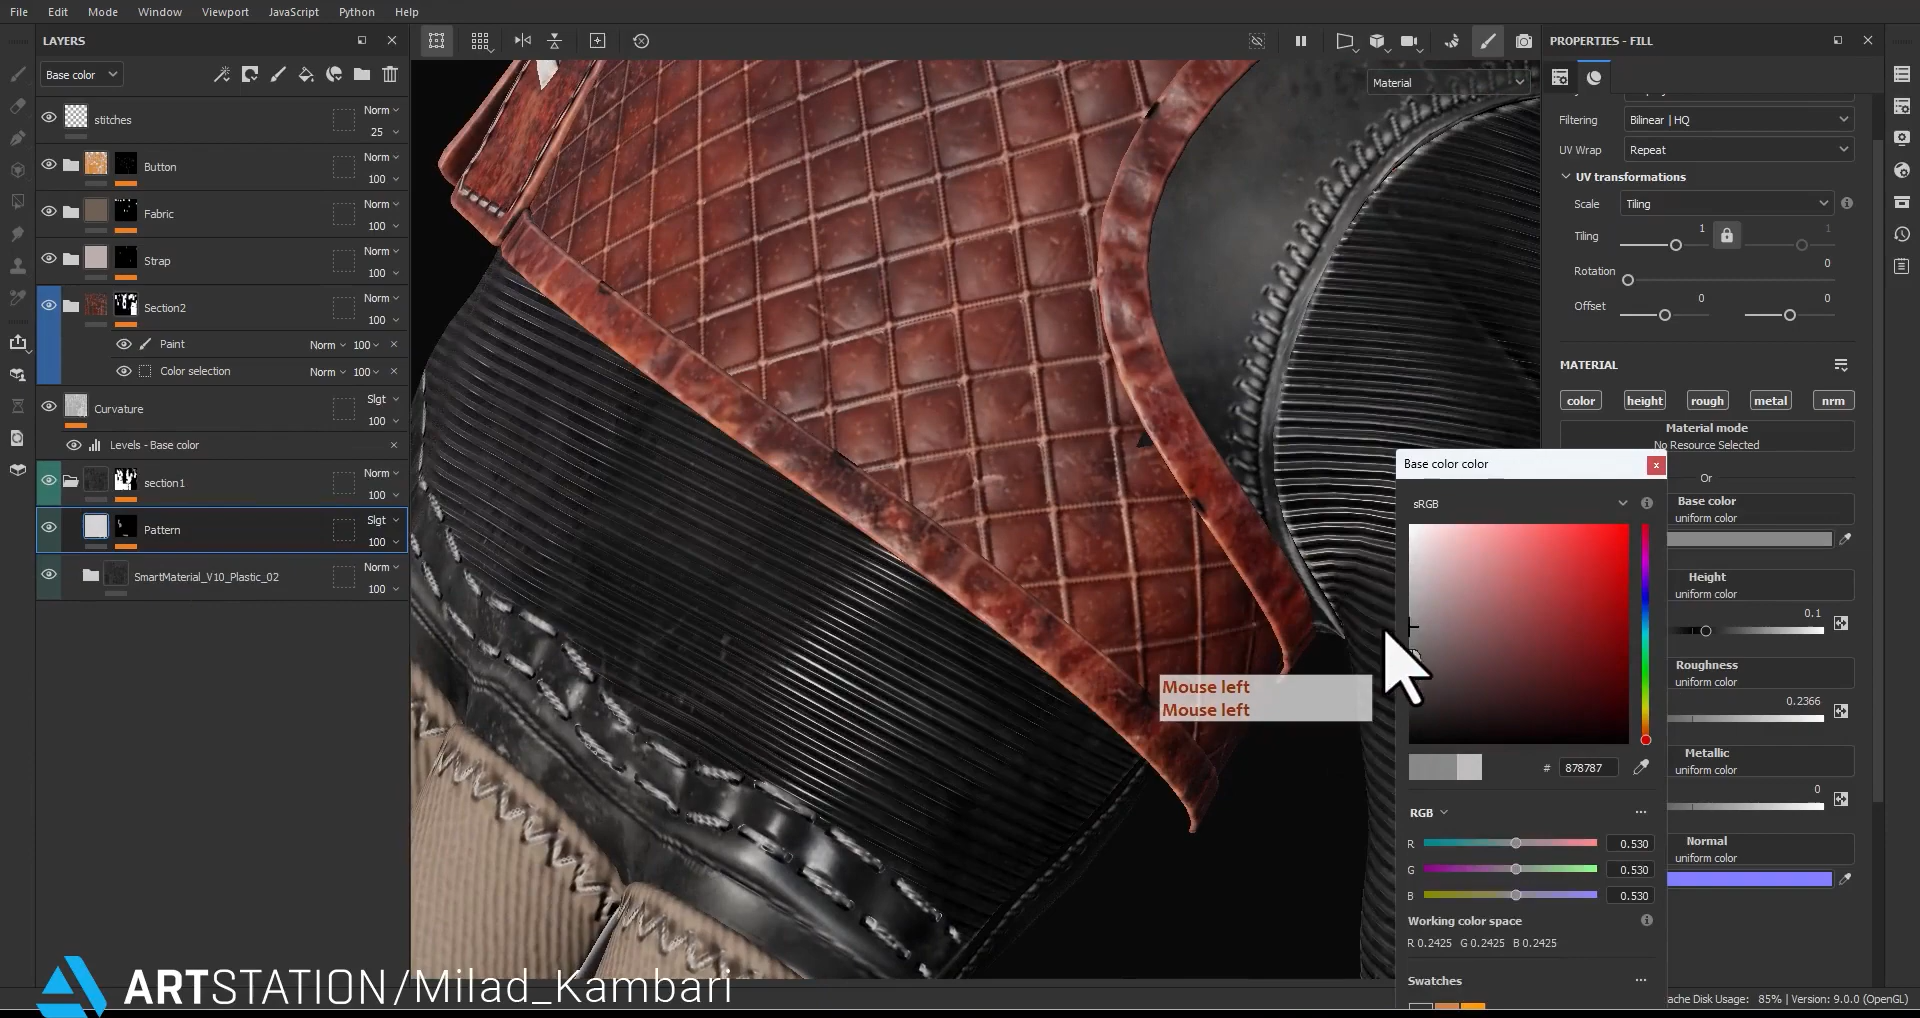 File Edit Mode Window Viewport JavaScript Python Help
LAYERS
Base color
stitches Norm 25
Button Norm 100
Fabric Norm 100
Strap Norm 100
Section2 Norm 100
Paint Norm 100
Color selection Norm 100
Curvature Slgt 100
Levels - Base color
section1 Norm 100
Pattern Slgt 100
SmartMaterial_V10_Plastic_02 Norm 100
Material
Mouse left
Mouse left
ARTSTATION/Milad_Kambari
PROPERTIES - FILL
Filtering Bilinear | HQ
UV Wrap Repeat
UV transformations
Scale Tiling
Tiling 1 1
Rotation 0
Offset 0 0
MATERIAL
color height rough metal nrm
Material mode
No Resource Selected
Or
Base color
uniform color
Height
uniform color
0.1
Roughness
uniform color
0.2366
Metallic
uniform color
0
Normal
uniform color
Base color color
sRGB
# 878787
RGB
R 0.530
G 0.530
B 0.530
Working color space
R 0.2425 G 0.2425 B 0.2425
Swatches
ache Disk Usage: 85% | Version: 9.0.0 (OpenGL)